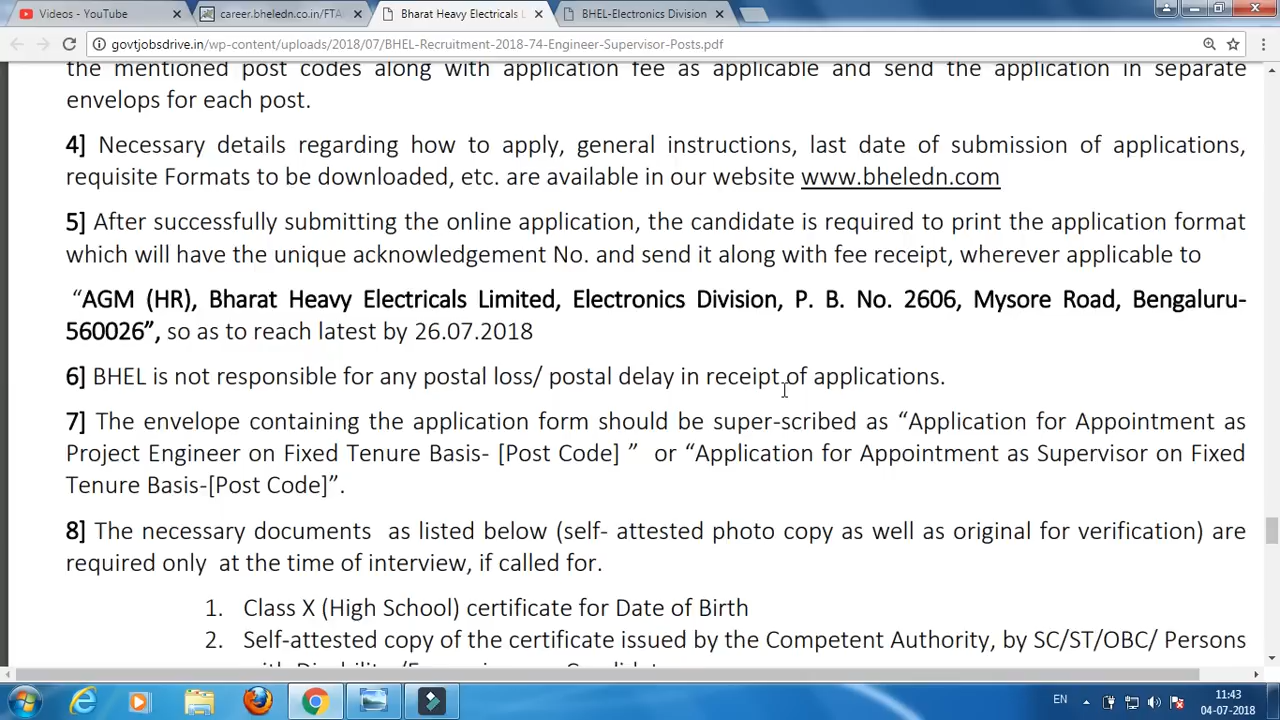 Videos - YouTube
career.bheledn.co.in/FTA
Bharat Heavy Electricals L
BHEL-Electronics Division
govtjobsdrive.in/wp-content/uploads/2018/07/BHEL-Recruitment-2018-74-Engineer-Supervisor-Posts.pdf
the mentioned post codes along with application fee as applicable and send the application in separate
envelops for each post.
4] Necessary details regarding how to apply, general instructions, last date of submission of applications,
requisite Formats to be downloaded, etc. are available in our website www.bheledn.com
5] After successfully submitting the online application, the candidate is required to print the application format
which will have the unique acknowledgement No. and send it along with fee receipt, wherever applicable to
“AGM (HR), Bharat Heavy Electricals Limited, Electronics Division, P. B. No. 2606, Mysore Road, Bengaluru-
560026”, so as to reach latest by 26.07.2018
6] BHEL is not responsible for any postal loss/ postal delay in receipt of applications.
7] The envelope containing the application form should be super-scribed as “Application for Appointment as
Project Engineer on Fixed Tenure Basis- [Post Code] ” or “Application for Appointment as Supervisor on Fixed
Tenure Basis-[Post Code]”.
8] The necessary documents as listed below (self- attested photo copy as well as original for verification) are
required only at the time of interview, if called for.
1. Class X (High School) certificate for Date of Birth
2. Self-attested copy of the certificate issued by the Competent Authority, by SC/ST/OBC/ Persons
EN
11:43
04-07-2018